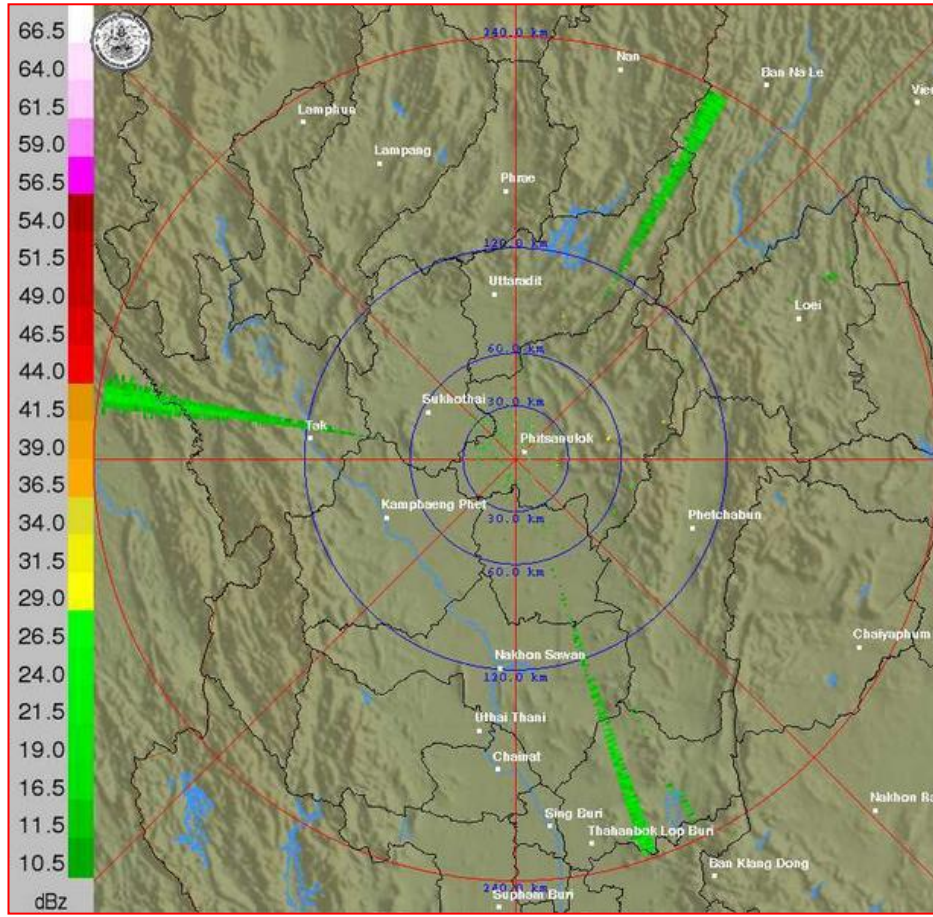 66.5
64.0
61.5
59.0
56.5
54.0
51.5
49.0
46.5
44.0
41.5
39.0
36.5
34.0
31.5
29.0
26.5
24.0
21.5
19.0
16.5
11.5
10.5
dBz
240.0 km
Nan
Ban Na Le
Lamphun
Lampang
Phrae
120.0 km
Uttaradit
Loei
60.0 km
Sukhothai
30.0 km
Tak
Phitsanulok
Kamphaeng Phet
30.0 km
Phetchabun
60.0 km
Chaiyaphum
Nakhon Sawan
120.0 km
Uthai Thani
Chainat
Sing Buri
Thahanbok Lop Buri
Ban Klang Dong
240.0 km
Supham Buri